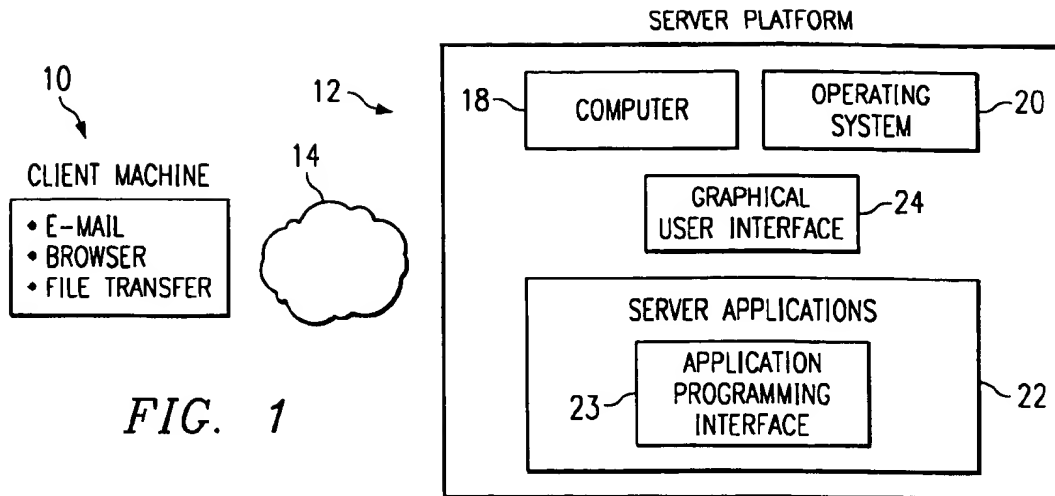 SERVER PLATFORM
10
12
18
COMPUTER
OPERATING
SYSTEM
20
CLIENT MACHINE
14
• E-MAIL
• BROWSER
• FILE TRANSFER
GRAPHICAL
USER INTERFACE
24
SERVER APPLICATIONS
APPLICATION
PROGRAMMING
INTERFACE
23
22
FIG. 1